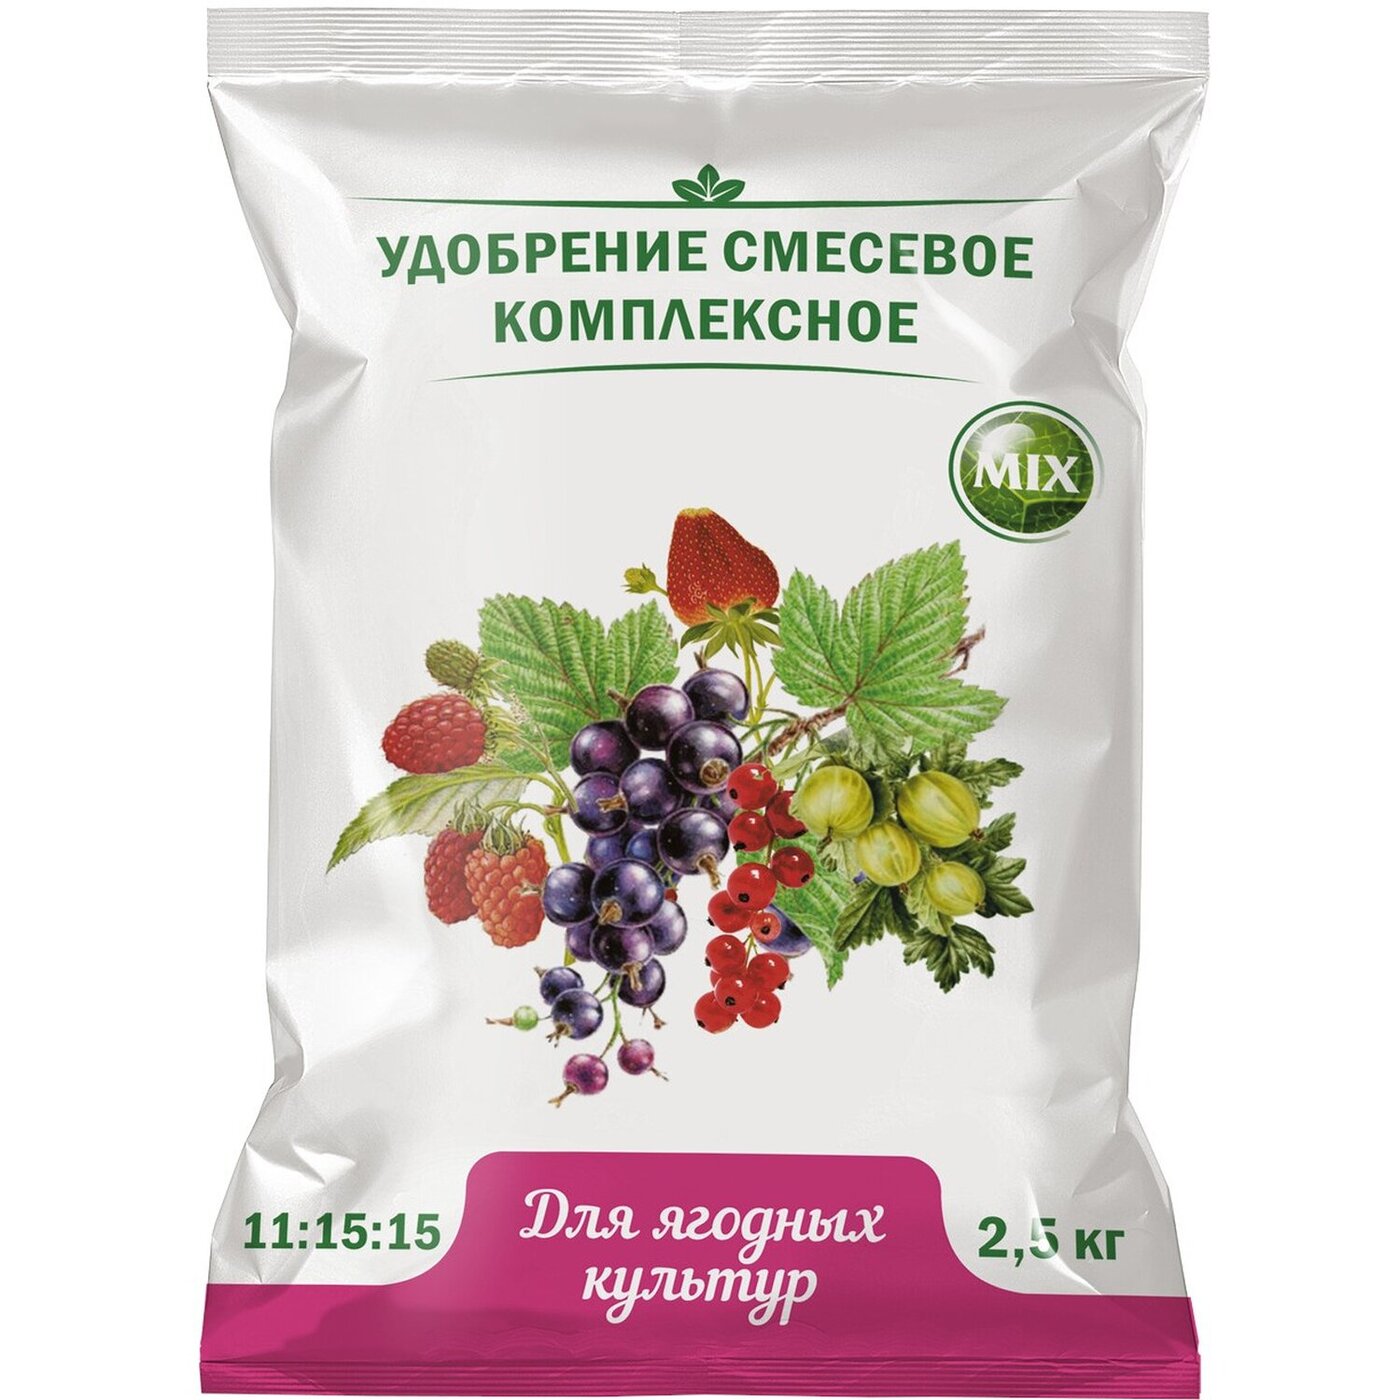 УДОБРЕНИЕ СМЕСЕВОЕ
КОМПЛЕКСНОЕ
MIX
11:15:15
Для ягодных
культур
2,5 кг